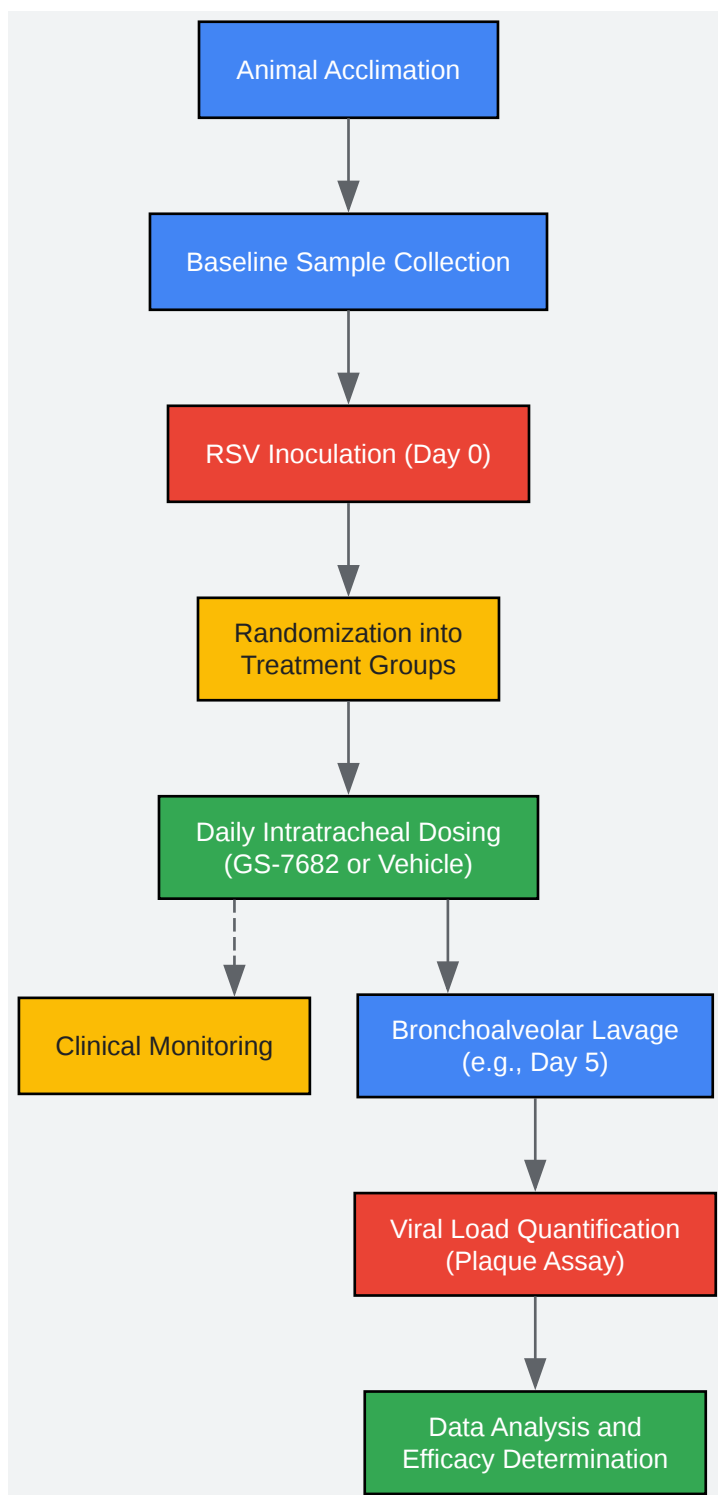 Animal Acclimation
Baseline Sample Collection
RSV Inoculation (Day 0)
Randomization into
Treatment Groups
Daily Intratracheal Dosing
(GS-7682 or Vehicle)
Clinical Monitoring
Bronchoalveolar Lavage
(e.g., Day 5)
Viral Load Quantification
(Plaque Assay)
Data Analysis and
Efficacy Determination